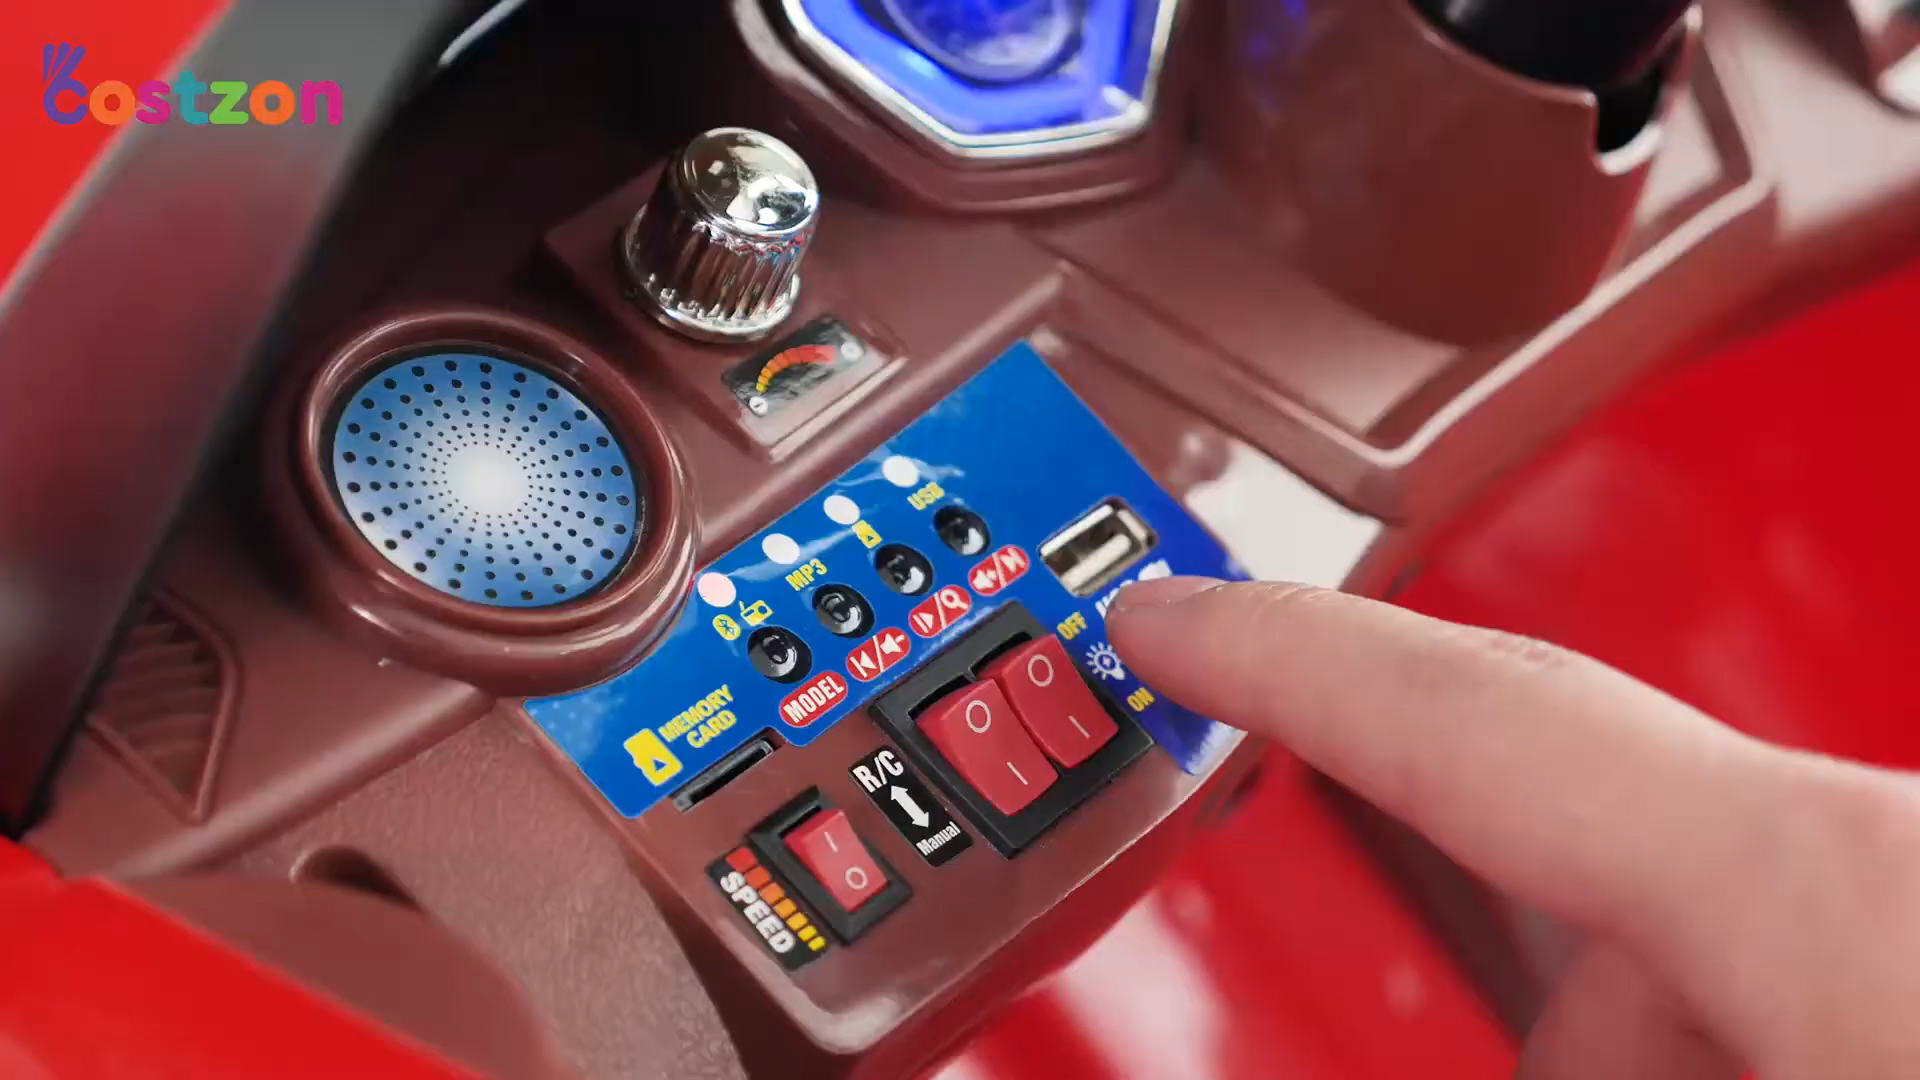 costzon
USB
MP3
OFF
ON
MODEL
MEMORY
CARD
R/C
Manual
SPEED